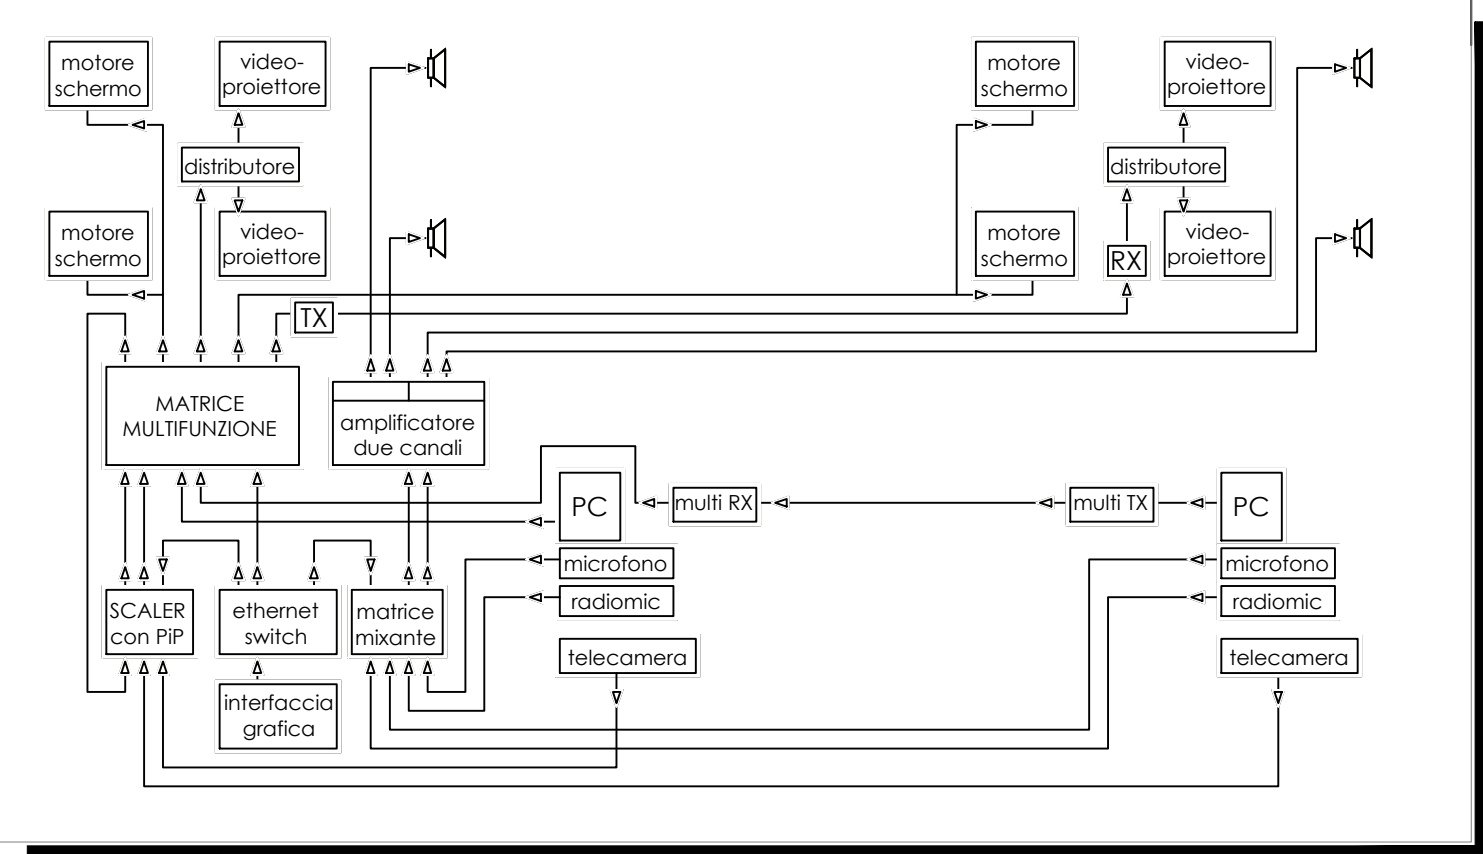 motore
schermo
video-
proiettore
motore
schermo
video-
proiettore
distributore
distributore
motore
schermo
video-
proiettore
motore
schermo
video-
proiettore
RX
TX
MATRICE
MULTIFUNZIONE
amplificatore
due canali
PC
multi RX
multi TX
PC
microfono
microfono
radiomic
radiomic
SCALER
con PiP
ethernet
switch
matrice
mixante
telecamera
telecamera
interfaccia
grafica